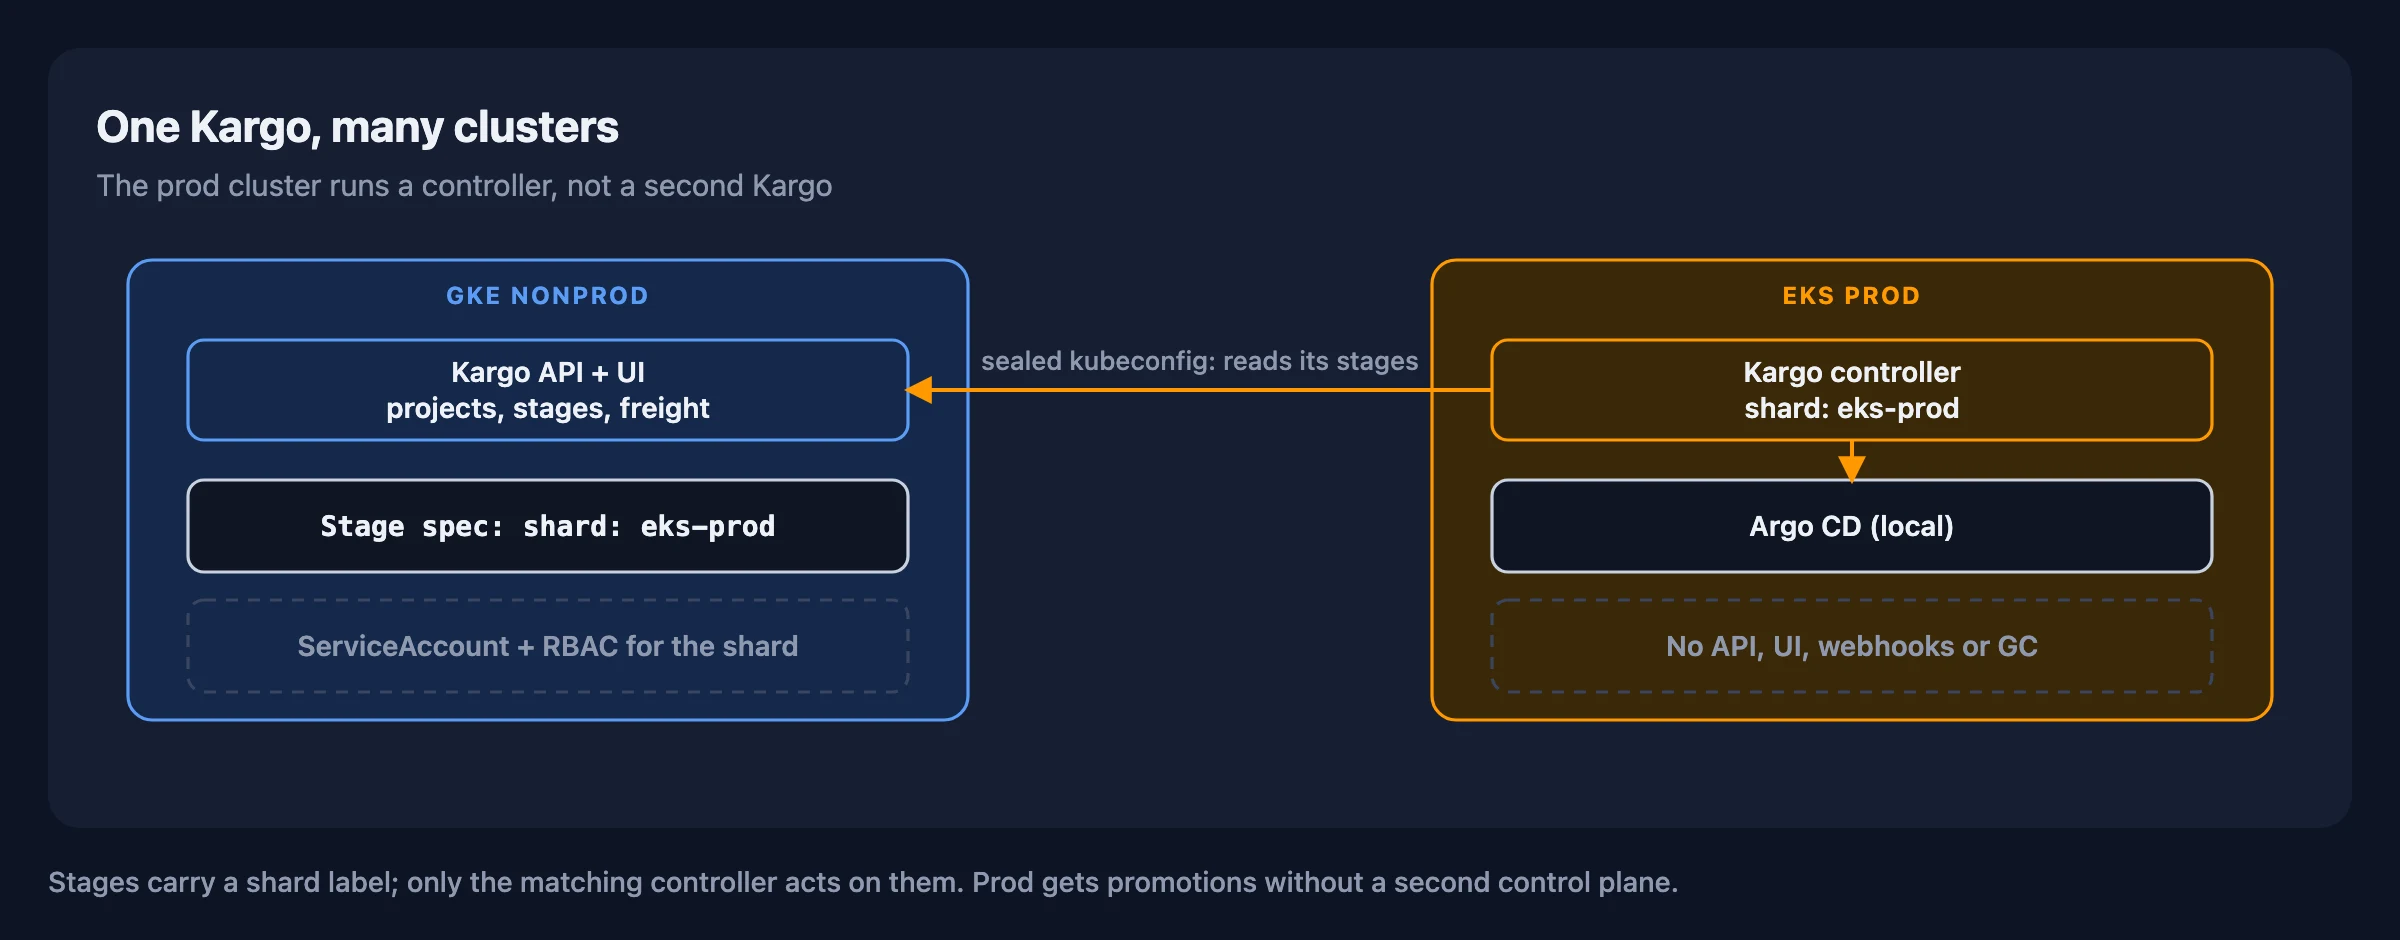 One Kargo, many clusters
The prod cluster runs a controller, not a second Kargo
GKE NONPROD
Kargo API + UI
projects, stages, freight
Stage spec: shard: eks-prod
ServiceAccount + RBAC for the shard
sealed kubeconfig: reads its stages
EKS PROD
Kargo controller
shard: eks-prod
Argo CD (local)
No API, UI, webhooks or GC
Stages carry a shard label; only the matching controller acts on them. Prod gets promotions without a second control plane.